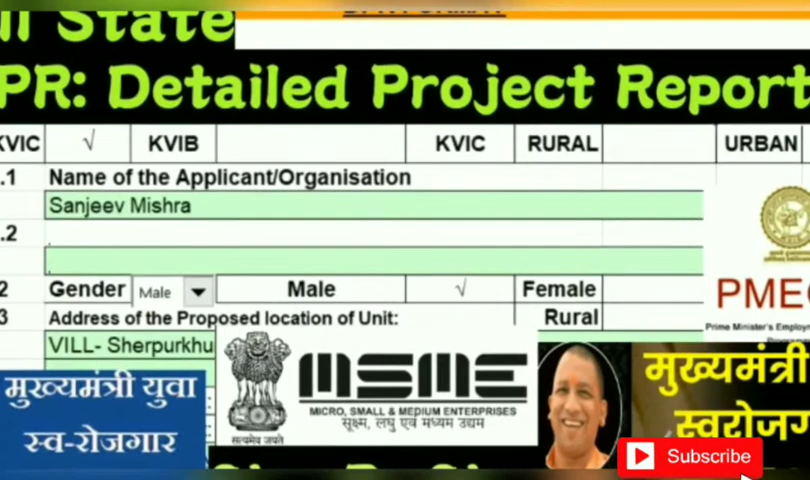 ll State
PR: Detailed Project Report
KVIC √ KVIB KVIC RURAL URBAN
.1 Name of the Applicant/Organisation
Sanjeev Mishra
.2
2 Gender Male Male √ Female
3 Address of the Proposed location of Unit: Rural
VILL- Sherpurkhu
PME
Prime Minister's Employ
मुख्यमंत्री युवा
स्व-रोजगार
सत्यमेव जयते
MSME
MICRO, SMALL & MEDIUM ENTERPRISES
सूक्ष्म, लघु एवं मध्यम उद्यम
मुख्यमंत्री
स्वरोजग
Subscribe